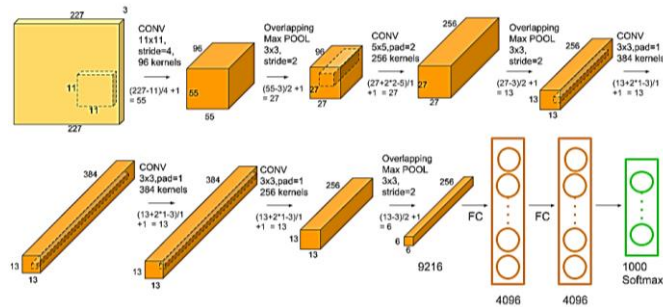 227
3
11
11
227
CONV
11x11,
stride=4,
96 kernels
(227-11)/4 +1
= 55
96
55
55
Overlapping
Max POOL
3x3,
stride=2
(55-3)/2 +1
= 27
96
27
27
CONV
5x5,pad=2
256 kernels
(27+2*2-5)/1
+1 = 27
256
27
27
Overlapping
Max POOL
3x3,
stride=2
(27-3)/2 +1
= 13
256
13
13
CONV
3x3,pad=1
384 kernels
(13+2*1-3)/1
+1 = 13
384
13
13
CONV
3x3,pad=1
384 kernels
(13+2*1-3)/1
+1 = 13
384
13
13
CONV
3x3,pad=1
256 kernels
(13+2*1-3)/1
+1 = 13
256
13
13
Overlapping
Max POOL
3x3,
stride=2
(13-3)/2 +1
= 6
256
6
6
9216
FC
4096
FC
4096
1000
Softmax